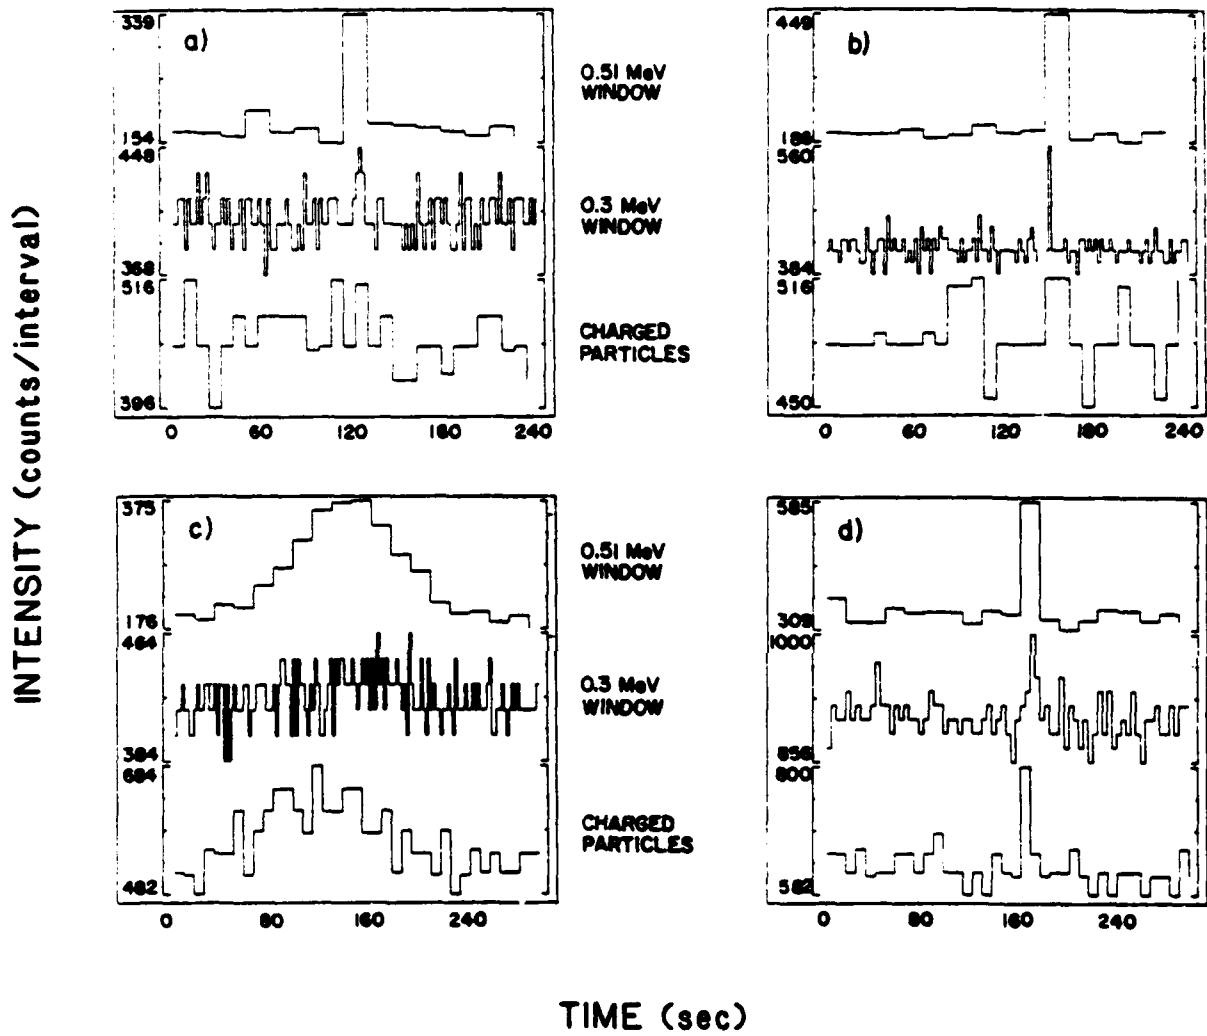 INTENSITY (counts/interval)
a)
339
154
448
368
516
396
0 60 120 180 240
0.51 MeV
WINDOW
0.3 MeV
WINDOW
CHARGED
PARTICLES
b)
449
186
560
384
516
450
0 60 120 180 240
c)
375
176
464
384
684
482
0 80 160 240
0.51 MeV
WINDOW
0.3 MeV
WINDOW
CHARGED
PARTICLES
d)
585
309
1000
856
800
582
0 80 160 240
TIME (sec)